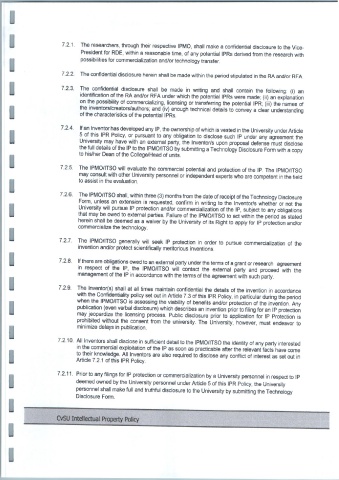 7.2.1. The researchers, through their respective IPMO, shall make a confidential disclosure to the Vice-
President for RDE, within a reasonable time, of any potential IPRs derived from the research with
possibilities for commercialization and/or technology transfer.
7.2.2. The confidential disclosure herein shall be made within the period stipulated in the RA and/or RFA
7.2.3. The confidential disclosure shall be made in writing and shall contain the following: (i) an
identification of the RA and/or RFA under which the potential IPRs were made; (ii) an explanation
on the possibility of commercializing, licensing or transferring the potential IPR; (iii) the names of
the inventors/creators/authors; and (iv) enough technical details to convey a clear understanding
of the characteristics of the potential IPRs.
7.2.4. If an Inventor has developed any IP, the ownership of which is vested in the University under Article
5 of this IPR Policy, or pursuant to any obligation to disclose such IP under any agreement the
University may have with an external party, the Inventor/s upon proposal defense must disclose
the full details of the IP to the IPMO/ITSO by submitting a Technology Disclosure Form with a copy
to his/her Dean of the College/Head of units.
7.2.5. The IPMO/ITSO will evaluate the commercial potential and protection of the IP. The IPMO/ITSO
may consult with other University personnel or independent experts who are competent in the field
to assist in the evaluation.
7.2.6. The IPMO/ITSO shall, within three (3) months from the date of receipt of the Technology Disclosure
Form, unless an extension is requested, confirm in writing to the Inventor/s whether or not the
University will pursue IP protection and/or commercialization of the IP, subject to any obligations
that may be owed to external parties. Failure of the IPMO/ITSO to act within the period as stated
herein shall be deemed as a waiver by the University of its Right to apply for IP protection and/or
commercialize the technology.
7.2.7. The IPMO/ITSO generally will seek IP protection in order to pursue commercialization of the
invention and/or protect scientifically meritorious inventions.
7.2.8. If there are obligations owed to an external party under the terms of a grant or research agreement
in respect of the IP, the IPMO/ITSO will contact the external party and proceed with the
management of the IP in accordance with the terms of the agreement with such party.
7.2.9. The Inventor(s) shall at all times maintain confidential the details of the invention in accordance
with the Confidentiality policy set out in Article 7.3 of this IPR Policy, in particular during the period
when the IPMO/ITSO is assessing the viability of benefits and/or protection of the invention. Any
publication (even verbal disclosure) which describes an invention prior to filing for an IP protection
may jeopardize the licensing process. Public disclosure prior to application for IP Protection is
prohibited without the consent from the university. The University, however, must endeavor to
minimize delays in publication.
7.2.10. All Inventors shall disclose in sufficient detail to the IPMO/ITSO the identity of any party interested
in the commercial exploitation of the IP as soon as practicable after the relevant facts have come
to their knowledge. All Inventors are also required to disclose any conflict of interest as set out in
Article 7.2.1 of this IPR Policy.
7.2.11. Prior to any filings for IP protection or commercialization by a University personnel in respect to IP
deemed owned by the University personnel under Article 5 of this IPR Policy, the University
personnel shall make full and truthful disclosure to the University by submitting the Technology
Disclosure Form.
CvSU Intellectual Property Policy